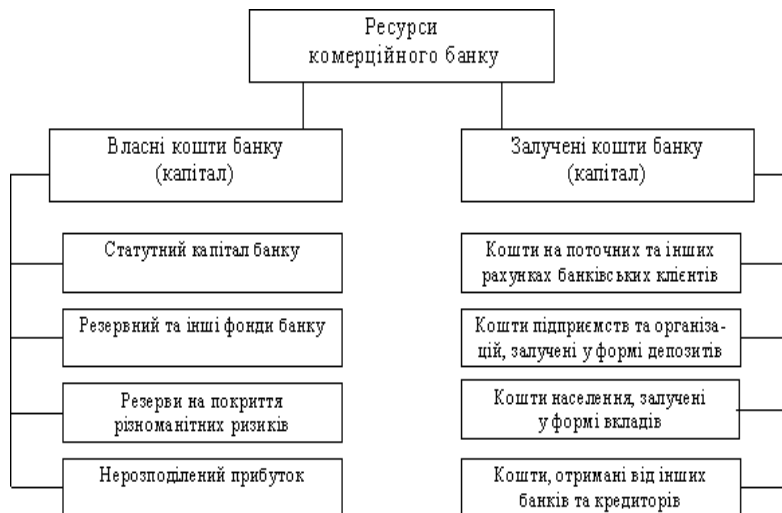 Ресурси
комерційного банку
Власні кошти банку
(капітал)
Залучені кошти банку
(капітал)
Статутний капітал банку
Резервний та інші фонди банку
Резерви на покриття
різноманітних ризиків
Нерозподілений прибуток
Кошти на поточних та інших
рахунках банківських клієнтів
Кошти підприємств та організа-
цій, залучені у формі депозитів
Кошти населення, залучені
у формі вкладів
Кошти, отримані від інших
банків та кредиторів